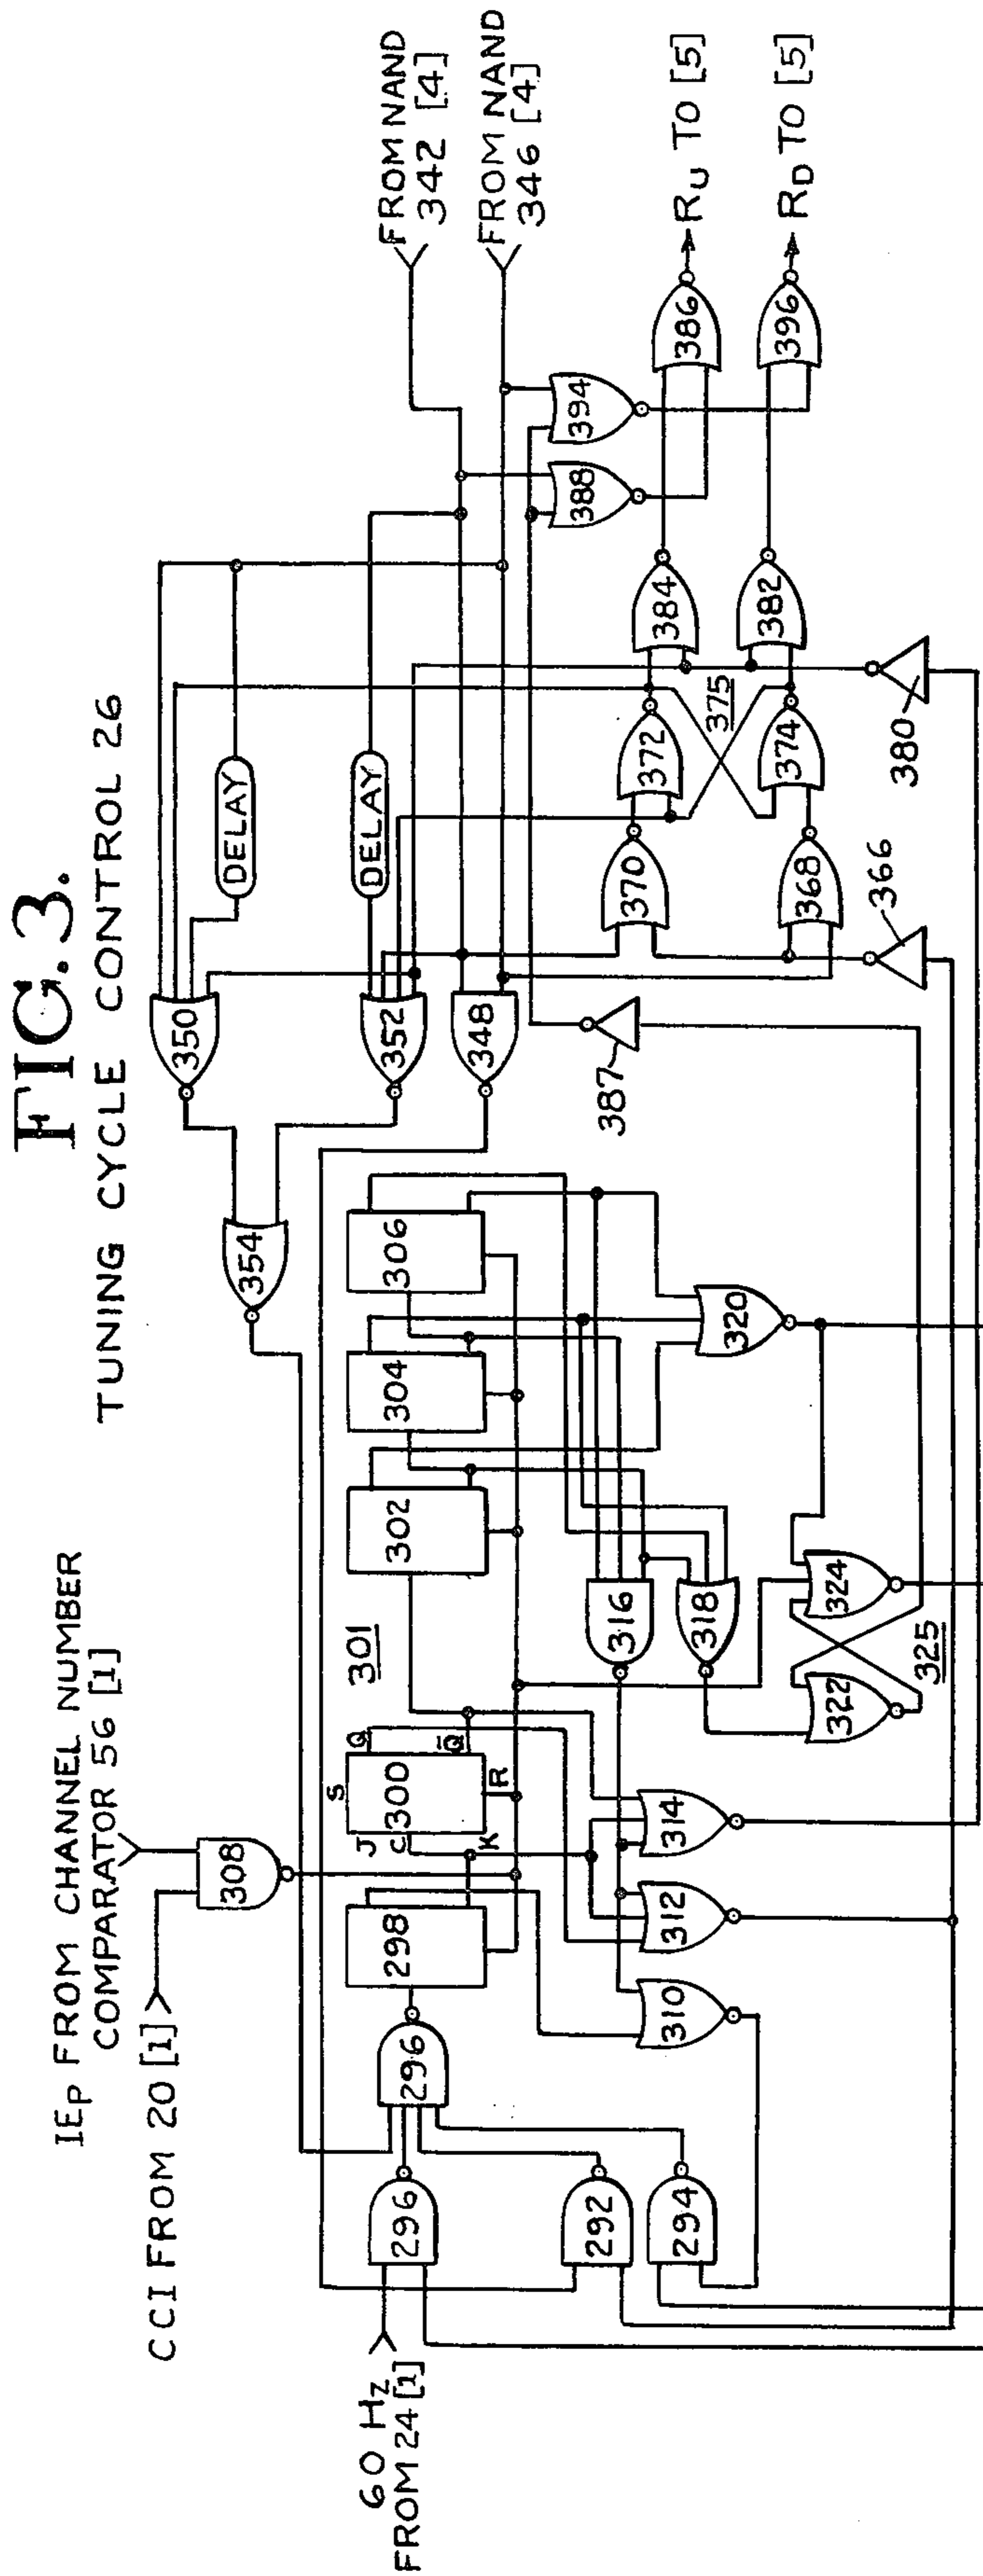 FIG.3.
TUNING CYCLE CONTROL 26
IEP FROM CHANNEL NUMBER
COMPARATOR 56 [1]
CCI FROM 20 [1]
60 HZ
FROM 24 [1]
FROM NAND
342 [4]
FROM NAND
346 [4]
RU TO [5]
RD TO [5]
308
354
350
352
348
DELAY
DELAY
296
296
292
294
298
300
S
J
C
K
Q
Q̅
R
301
302
304
306
310
312
314
316
318
320
322
324
325
387
366
368
370
372
374
375
380
382
384
386
388
394
396